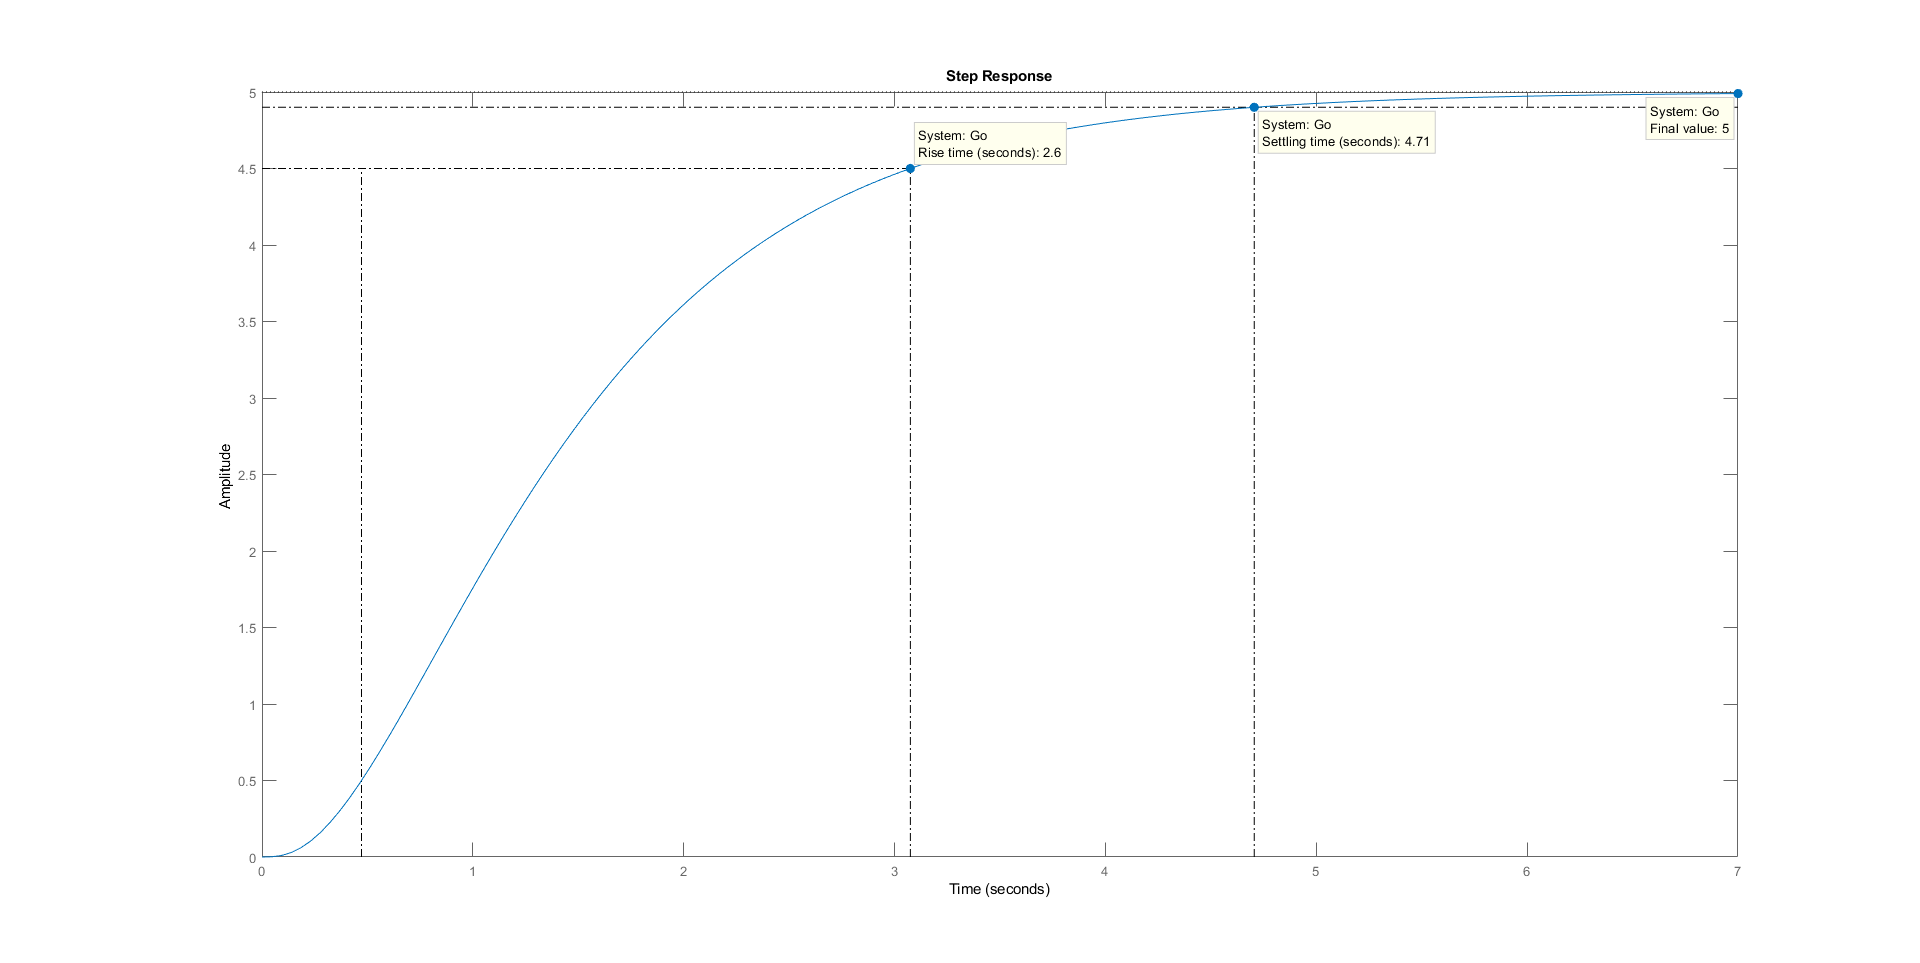 Step Response
Amplitude
5
4.5
4
3.5
3
2.5
2
1.5
1
0.5
0
System: Go
Rise time (seconds): 2.6
System: Go
Settling time (seconds): 4.71
System: Go
Final value: 5
0 1 2 3 4 5 6 7
Time (seconds)